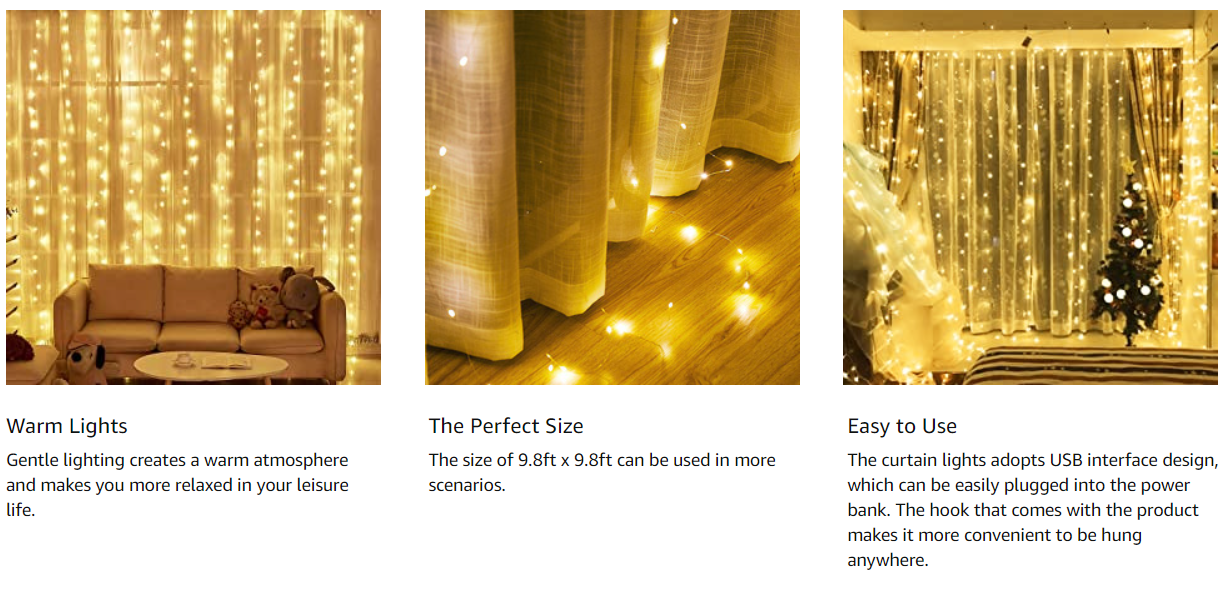 Warm Lights
Gentle lighting creates a warm atmosphere
and makes you more relaxed in your leisure
life.
The Perfect Size
The size of 9.8ft x 9.8ft can be used in more
scenarios.
Easy to Use
The curtain lights adopts USB interface design,
which can be easily plugged into the power
bank. The hook that comes with the product
makes it more convenient to be hung
anywhere.